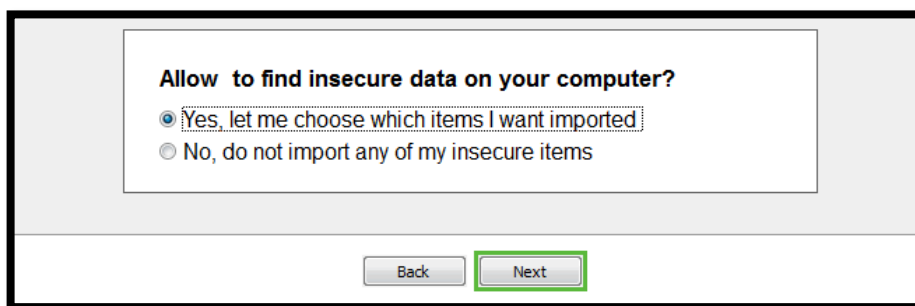 Allow to find insecure data on your computer?
Yes, let me choose which items I want imported
No, do not import any of my insecure items
Back Next